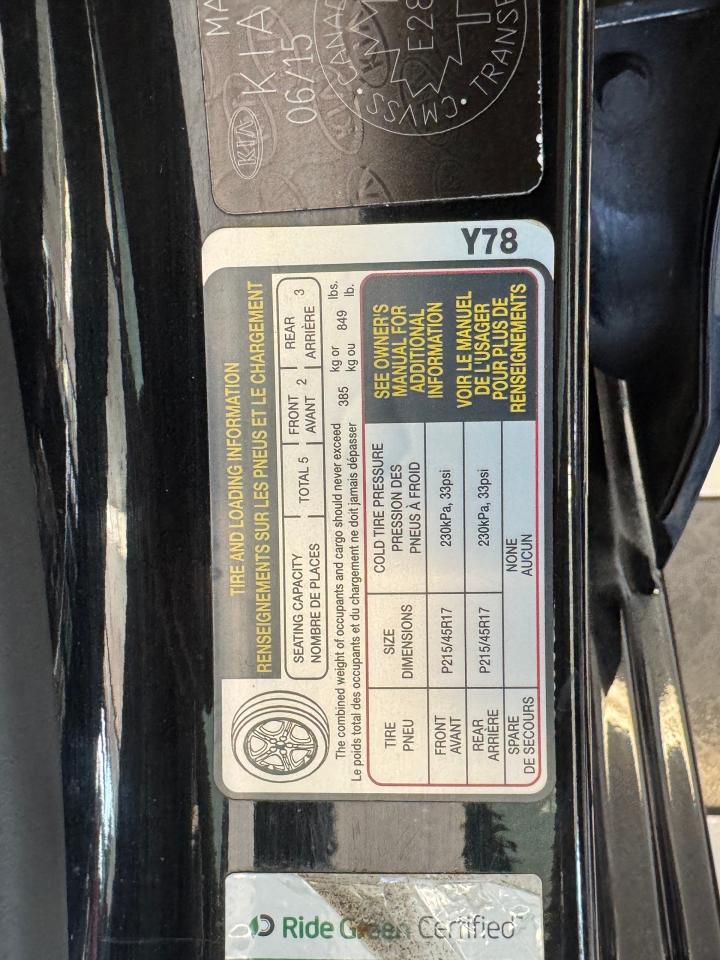 MA
KIA
06/15
KIA
CMVSS
TRANS
CANAD
E28
Y78
TIRE AND LOADING INFORMATION
RENSEIGNEMENTS SUR LES PNEUS ET LE CHARGEMENT
SEATING CAPACITY
NOMBRE DE PLACES
TOTAL 5
FRONT
AVANT 2
REAR
ARRIÈRE 3
The combined weight of occupants and cargo should never exceed 385 kg or 849 lbs.
Le poids total des occupants et du chargement ne doit jamais dépasser kg ou lb.
TIRE
PNEU
SIZE
DIMENSIONS
COLD TIRE PRESSURE
PRESSION DES
PNEUS À FROID
SEE OWNER'S
MANUAL FOR
ADDITIONAL
INFORMATION
VOIR LE MANUEL
DE L'USAGER
POUR PLUS DE
RENSEIGNEMENTS
FRONT
AVANT
P215/45R17
230kPa, 33psi
REAR
ARRIÈRE
P215/45R17
230kPa, 33psi
SPARE
DE SECOURS
NONE
AUCUN
Ride Green Certified™